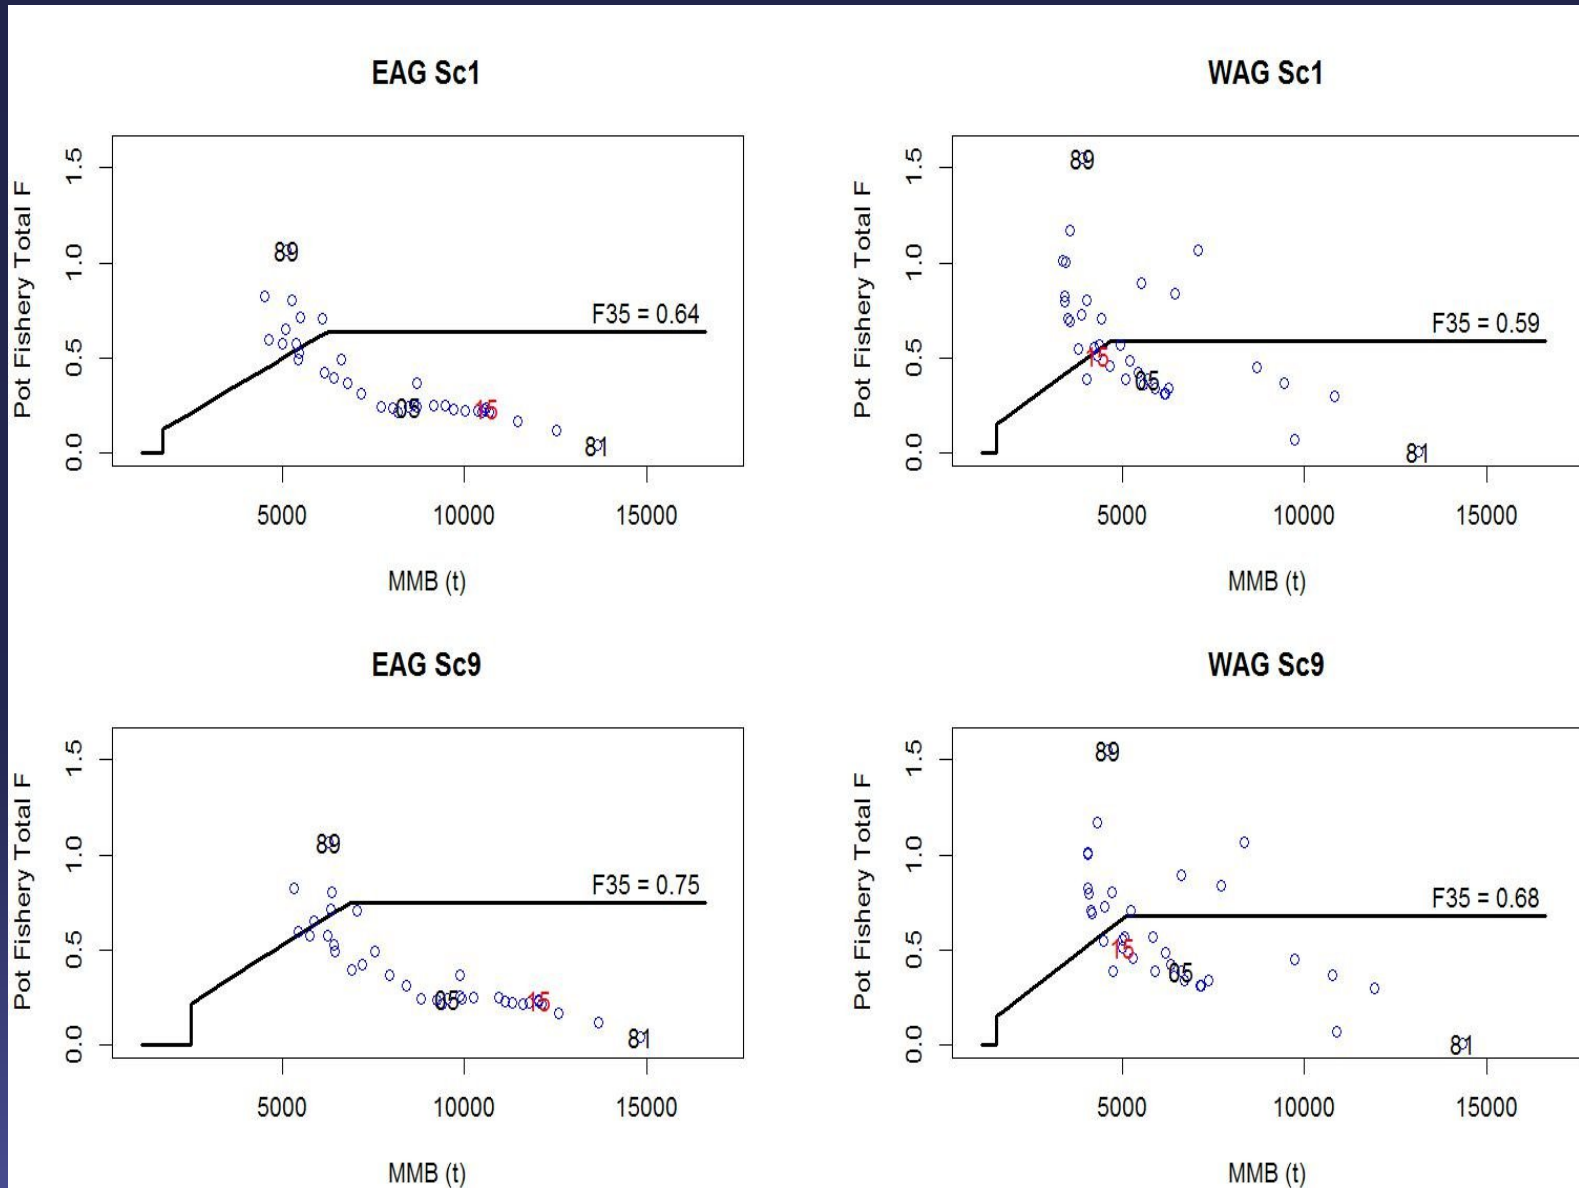 EAG Sc1
Pot Fishery Total F
1.5
1.0
0.5
0.0
89
F35 = 0.64
05
15
81
5000 10000 15000
MMB (t)
WAG Sc1
Pot Fishery Total F
1.5
1.0
0.5
0.0
89
F35 = 0.59
15
05
81
5000 10000 15000
MMB (t)
EAG Sc9
Pot Fishery Total F
1.5
1.0
0.5
0.0
89
F35 = 0.75
05
15
81
5000 10000 15000
MMB (t)
WAG Sc9
Pot Fishery Total F
1.5
1.0
0.5
0.0
89
F35 = 0.68
15
05
81
5000 10000 15000
MMB (t)